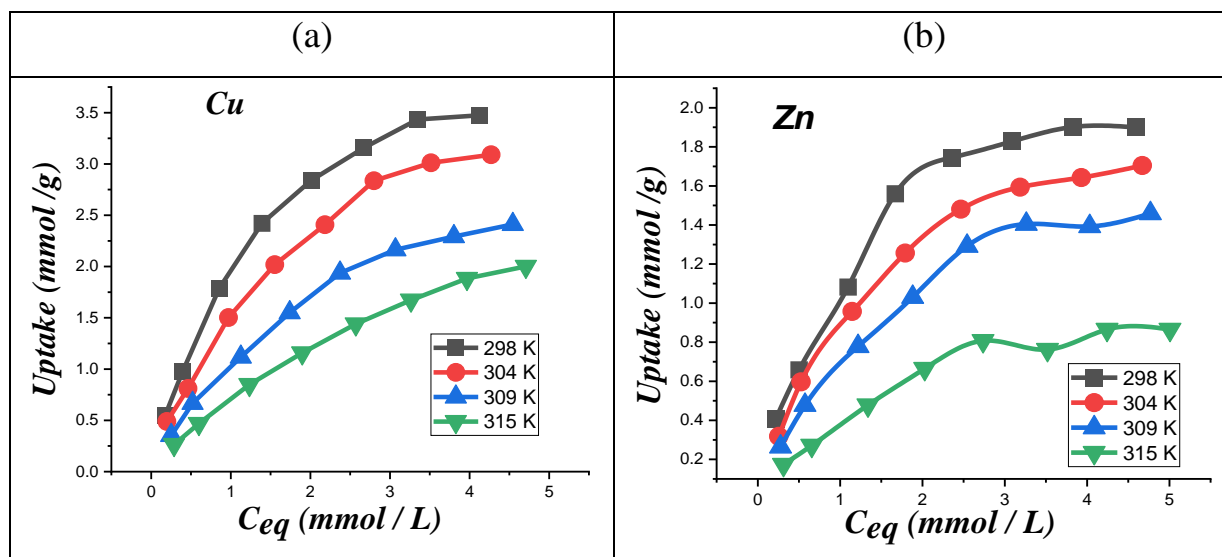 (a)
(b)
Cu
Uptake (mmol /g)
3.5
3.0
2.5
2.0
1.5
1.0
0.5
0.0
0 1 2 3 4 5
Ceq (mmol / L)
298 K
304 K
309 K
315 K
Zn
Uptake (mmol /g)
2.0
1.8
1.6
1.4
1.2
1.0
0.8
0.6
0.4
0.2
0 1 2 3 4 5
Ceq (mmol / L)
298 K
304 K
309 K
315 K